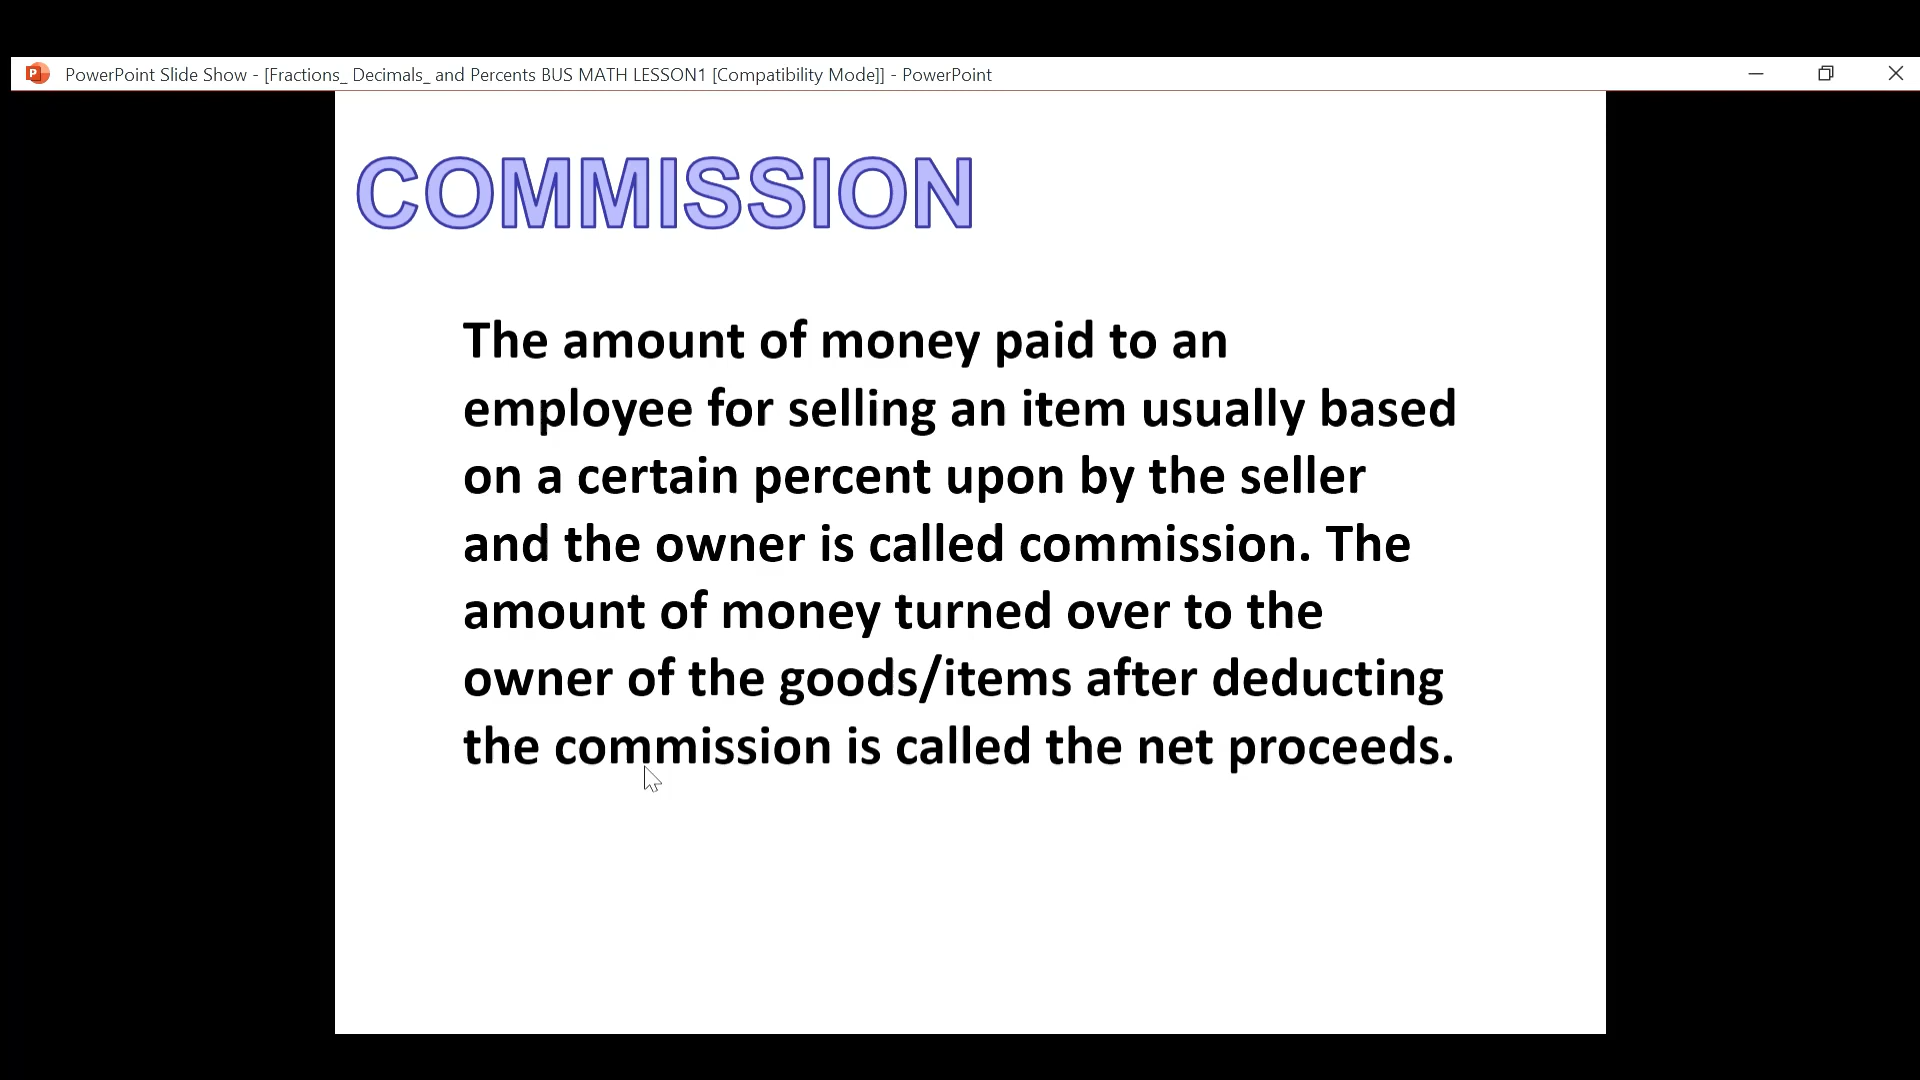 PowerPoint Slide Show - [Fractions_ Decimals_ and Percents BUS MATH LESSON1 [Compatibility Mode]] - PowerPoint
COMMISSION
The amount of money paid to an
employee for selling an item usually based
on a certain percent upon by the seller
and the owner is called commission. The
amount of money turned over to the
owner of the goods/items after deducting
the commission is called the net proceeds.